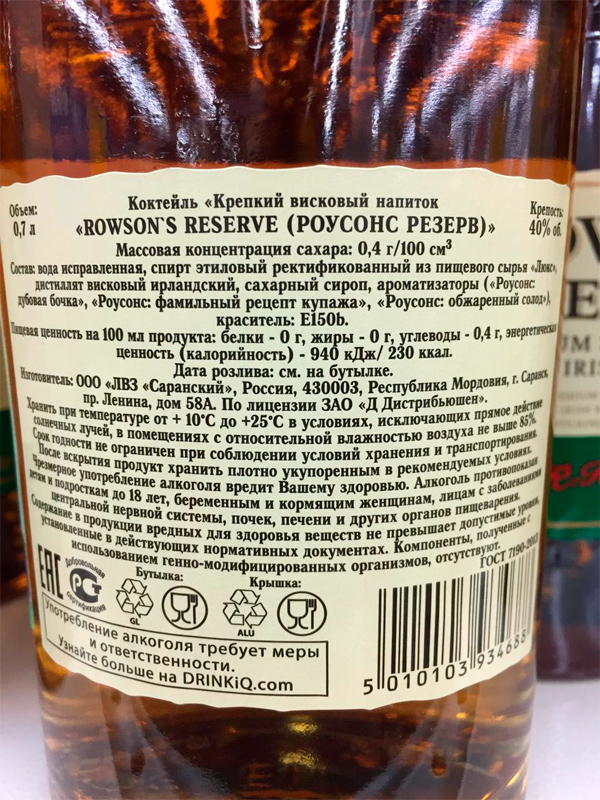 Коктейль «Крепкий висковый напиток
Объем: 0,7 л
«ROWSON`S RESERVE (РОУСОНС РЕЗЕРВ)»
Крепость: 40% об.
Массовая концентрация сахара: 0,4 г/100 см³
Состав: вода исправленная, спирт этиловый ректификованный из пищевого сырья «Люкс»,
дистиллят висковый ирландский, сахарный сироп, ароматизаторы («Роусонс:
дубовая бочка», «Роусонс: фамильный рецепт купажа», «Роусонс: обжаренный солод»),
краситель: Е150b.
Пищевая ценность на 100 мл продукта: белки - 0 г, жиры - 0 г, углеводы - 0,4 г, энергетическая
ценность (калорийность) - 940 кДж/ 230 ккал.
Дата розлива: см. на бутылке.
Изготовитель: ООО «ЛВЗ «Саранский», Россия, 430003, Республика Мордовия, г. Саранск,
пр. Ленина, дом 58А. По лицензии ЗАО «Д Дистрибьюшен».
Хранить при температуре от + 10°С до +25°С в условиях, исключающих прямое действие
солнечных лучей, в помещениях с относительной влажностью воздуха не выше 85%.
Срок годности не ограничен при соблюдении условий хранения и транспортирования.
После вскрытия продукт хранить плотно укупоренным в рекомендуемых условиях.
Чрезмерное употребление алкоголя вредит Вашему здоровью. Алкоголь противопоказан
детям и подросткам до 18 лет, беременным и кормящим женщинам, лицам с заболеваниями
центральной нервной системы, почек, печени и других органов пищеварения.
Содержание в продукции вредных для здоровья веществ не превышает допустимые уровни,
установленные в действующих нормативных документах. Компоненты, полученные с
использованием генно-модифицированных организмов, отсутствуют.
ГОСТ 7190-2013
EAC
Добровольная
сертификация
Бутылка:
GL
Крышка:
ALU
Употребление алкоголя требует меры
и ответственности.
Узнайте больше на DRINKiQ.com
5 010103 934688